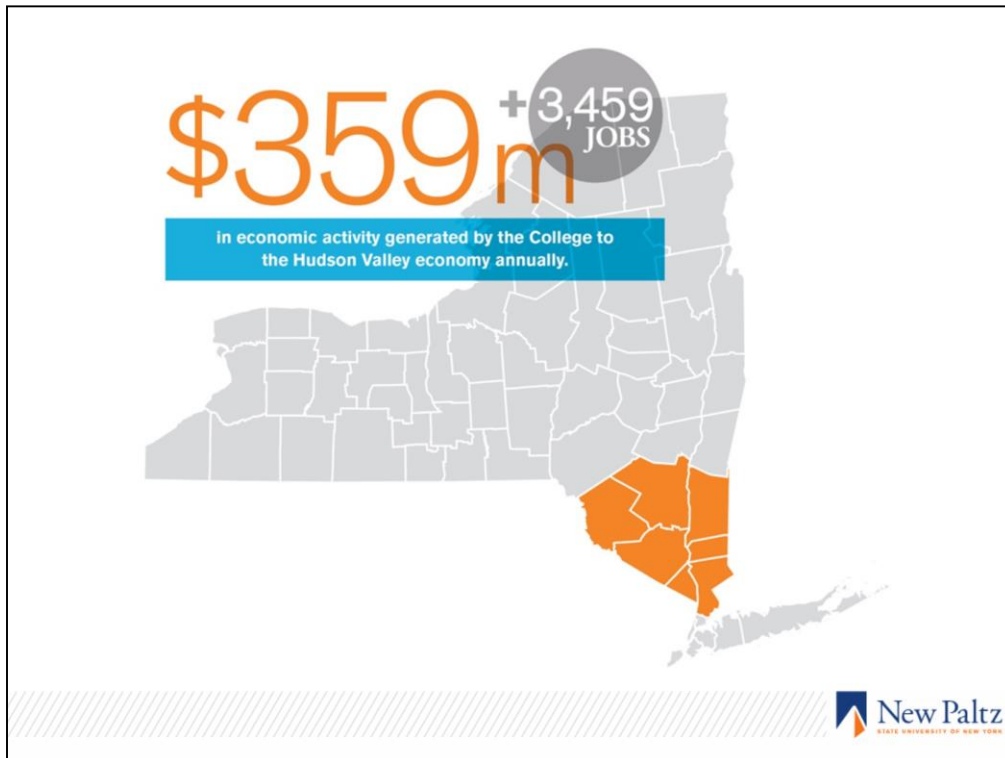 $359m
+3,459
JOBS
in economic activity generated by the College to
the Hudson Valley economy annually.
New Paltz
STATE UNIVERSITY OF NEW YORK